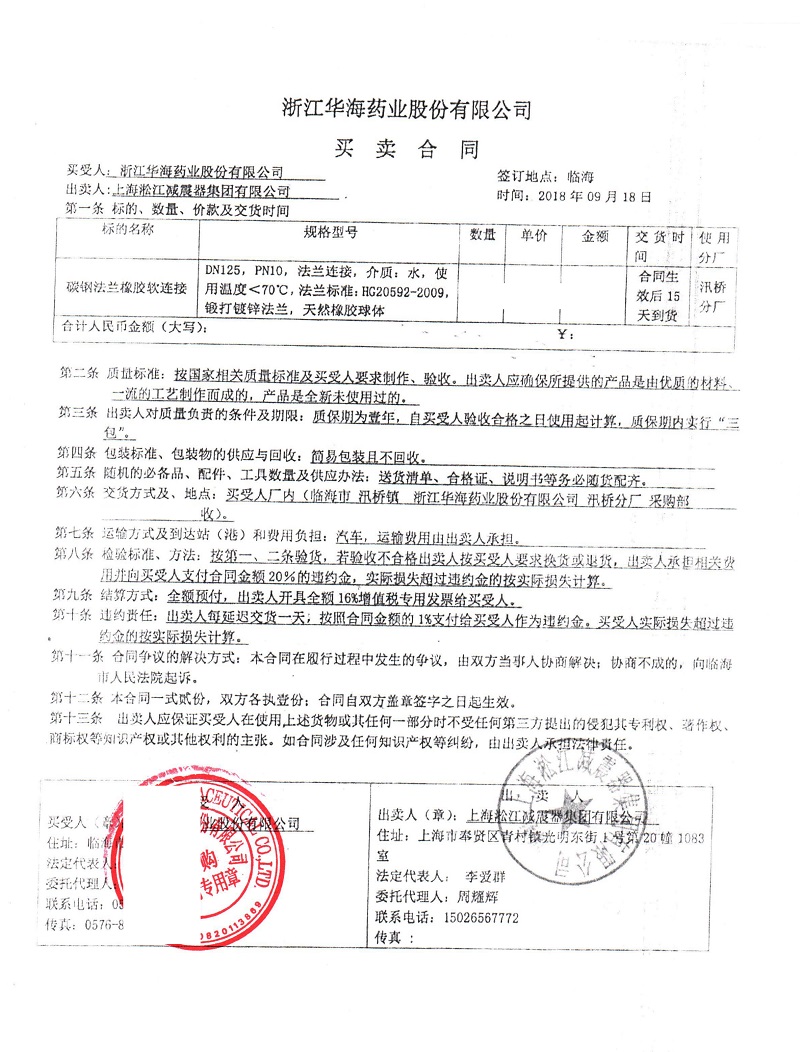 浙江华海药业股份有限公司
买 卖 合 同
买受人：浙江华海药业股份有限公司
签订地点：临海
出卖人：上海淞江减震器集团有限公司
时间：2018 年 09 月 18 日
第一条 标的、数量、价款及交货时间
标的名称 规格型号 数量 单价 金额 交 货 时间 使 用分厂
碳钢法兰橡胶软连接
DN125，PN10，法兰连接，介质：水，使
用温度＜70℃，法兰标准：HG20592-2009，
锻打镀锌法兰，天然橡胶球体
合同生
效后 15
天到货
汛桥
分厂
合计人民币金额（大写）： ￥：
第二条 质量标准：按国家相关质量标准及买受人要求制作、验收。出卖人应确保所提供的产品是由优质的材料、
一流的工艺制作而成的，产品是全新未使用过的。
第三条 出卖人对质量负责的条件及期限：质保期为壹年，自买受人验收合格之日使用起计算，质保期内实行“三
包”。
第四条 包装标准、包装物的供应与回收：简易包装且不回收。
第五条 随机的必备品、配件、工具数量及供应办法：送货清单、合格证、说明书等务必随货配齐。
第六条 交货方式及、地点：买受人厂内（临海市 汛桥镇 浙江华海药业股份有限公司 汛桥分厂 采购部
收）。
第七条 运输方式及到达站（港）和费用负担：汽车，运输费用由出卖人承担。
第八条 检验标准、方法：按第一、二条验货，若验收不合格出卖人按买受人要求换货或退货，出卖人承担相关费
用并向买受人支付合同金额 20%的违约金，实际损失超过违约金的按实际损失计算。
第九条 结算方式：全额预付，出卖人开具全额 16%增值税专用发票给买受人。
第十条 违约责任：出卖人每延迟交货一天，按照合同金额的 1%支付给买受人作为违约金。买受人实际损失超过违
约金的按实际损失计算。
第十一条 合同争议的解决方式：本合同在履行过程中发生的争议，由双方当事人协商解决；协商不成的，向临海
市人民法院起诉。
第十二条 本合同一式贰份，双方各执壹份；合同自双方盖章签字之日起生效。
第十三条 出卖人应保证买受人在使用上述货物或其任何一部分时不受任何第三方提出的侵犯其专利权、著作权、
商标权等知识产权或其他权利的主张。如合同涉及任何知识产权等纠纷，由出卖人承担法律责任。
人
买受人（ 业股份有限公司
住址：临海
法定代表人
委托代理人：
联系电话：05
传真：0576-8
CEUTICAL CO.,LTD.
份有限公司
购
专用章
0820113869
出 卖 人
出卖人（章）：上海淞江减震器集团有限公司
住址：上海市奉贤区青村镇光明东街 1 号第 20 幢 1083
室
法定代表人： 李爱群
委托代理人：周耀辉
联系电话：15026567772
传真：
上海淞江减震器集团有限公司